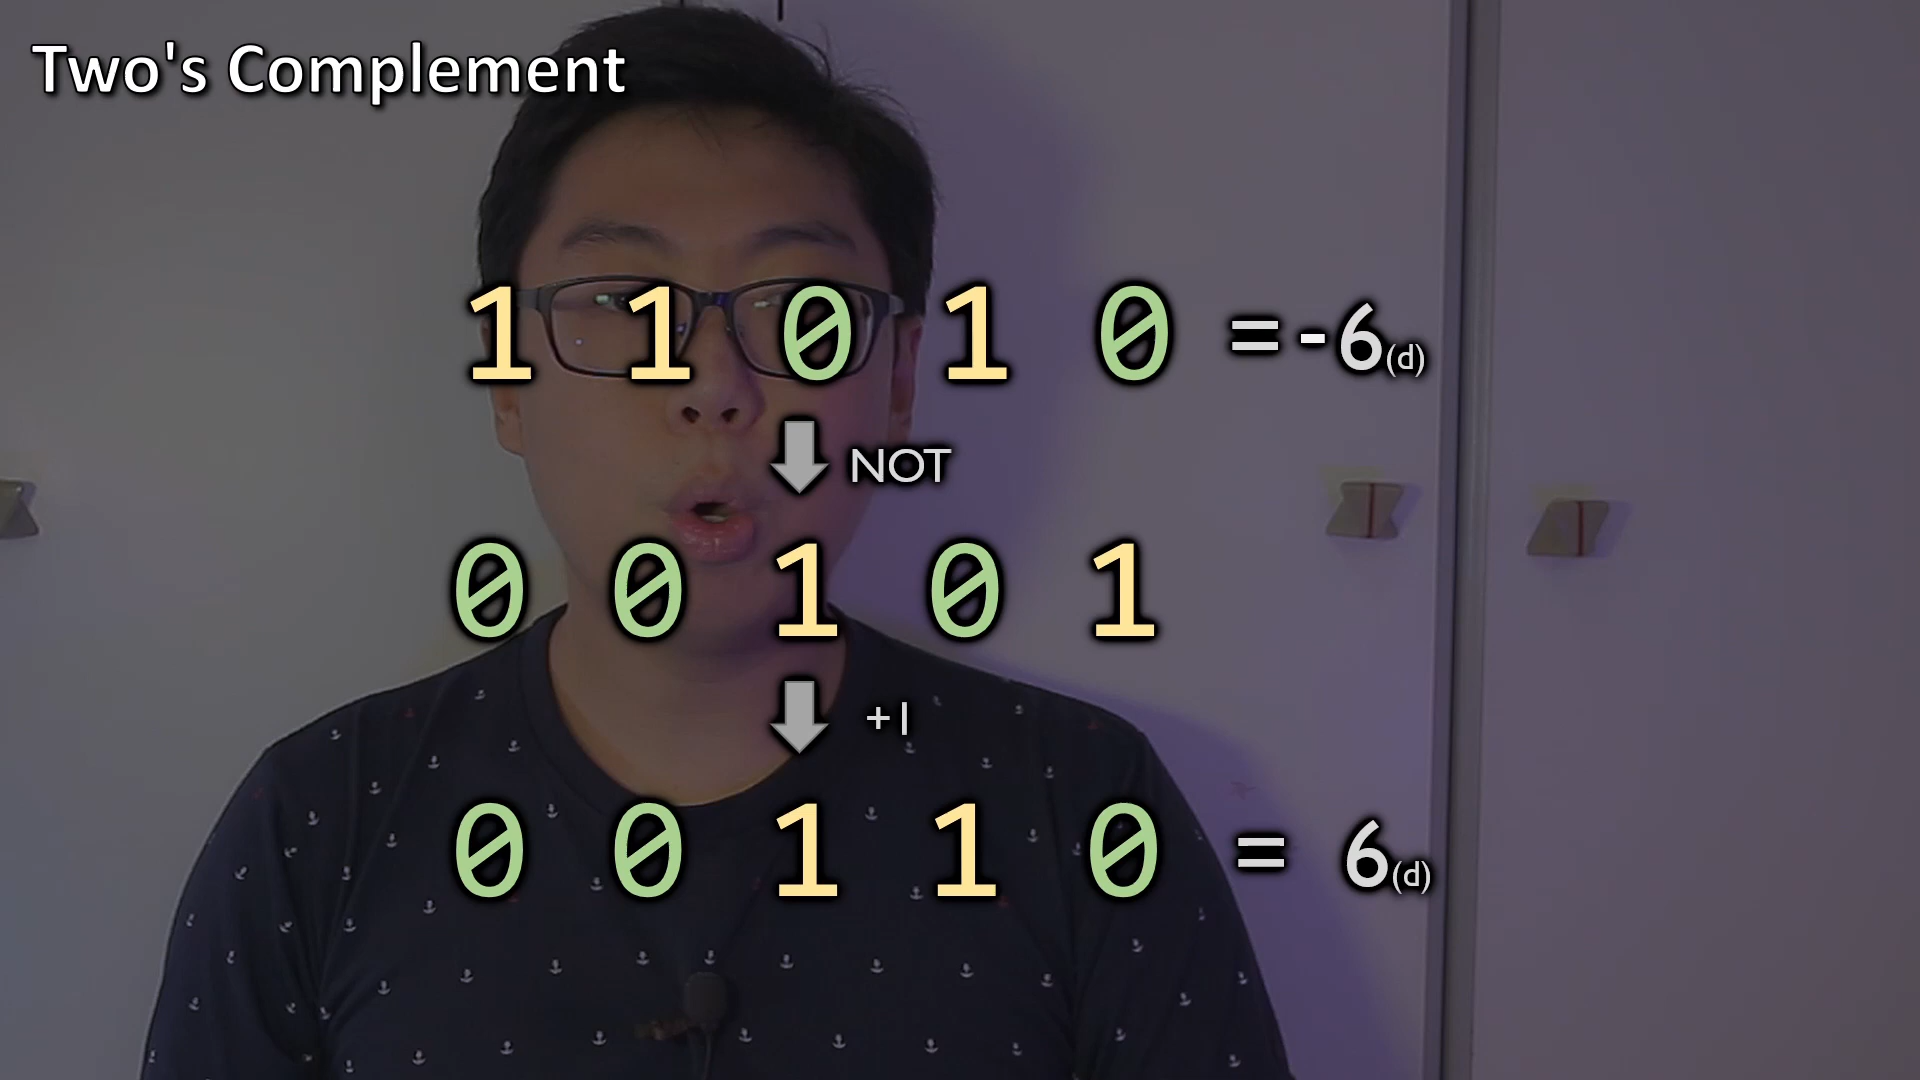 Two's Complement
1 1 0 1 0 = -6(d)
NOT
0 0 1 0 1
+1
0 0 1 1 0 = 6(d)